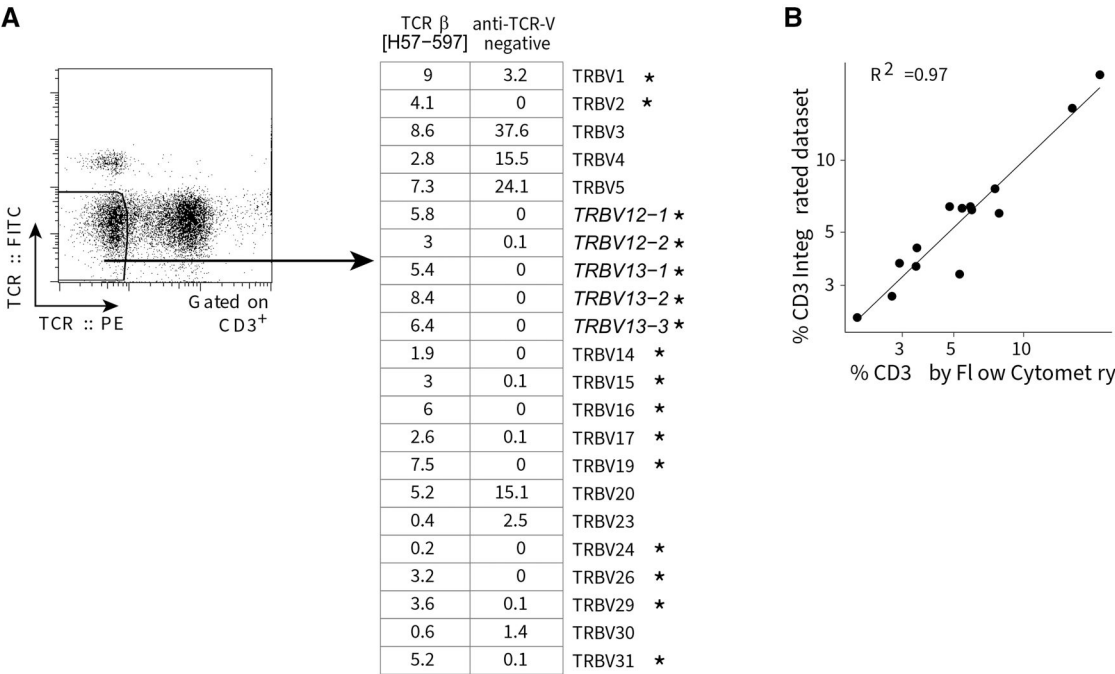 A
TCR β anti-TCR-V
[H57−597] negative
9 3.2 TRBV1 *
4.1 0 TRBV2 *
8.6 37.6 TRBV3
2.8 15.5 TRBV4
7.3 24.1 TRBV5
5.8 0 TRBV12−1 *
3 0.1 TRBV12−2 *
5.4 0 TRBV13−1 *
8.4 0 TRBV13−2 *
6.4 0 TRBV13−3 *
1.9 0 TRBV14 *
3 0.1 TRBV15 *
6 0 TRBV16 *
2.6 0.1 TRBV17 *
7.5 0 TRBV19 *
5.2 15.1 TRBV20
0.4 2.5 TRBV23
0.2 0 TRBV24 *
3.2 0 TRBV26 *
3.6 0.1 TRBV29 *
0.6 1.4 TRBV30
5.2 0.1 TRBV31 *
TCR :: FITC
TCR :: PE
Gated on
CD3+
B
R2 =0.97
% CD3 Integ rated dataset
10
5
3
3 5 10
% CD3 by Fl ow Cytomet ry